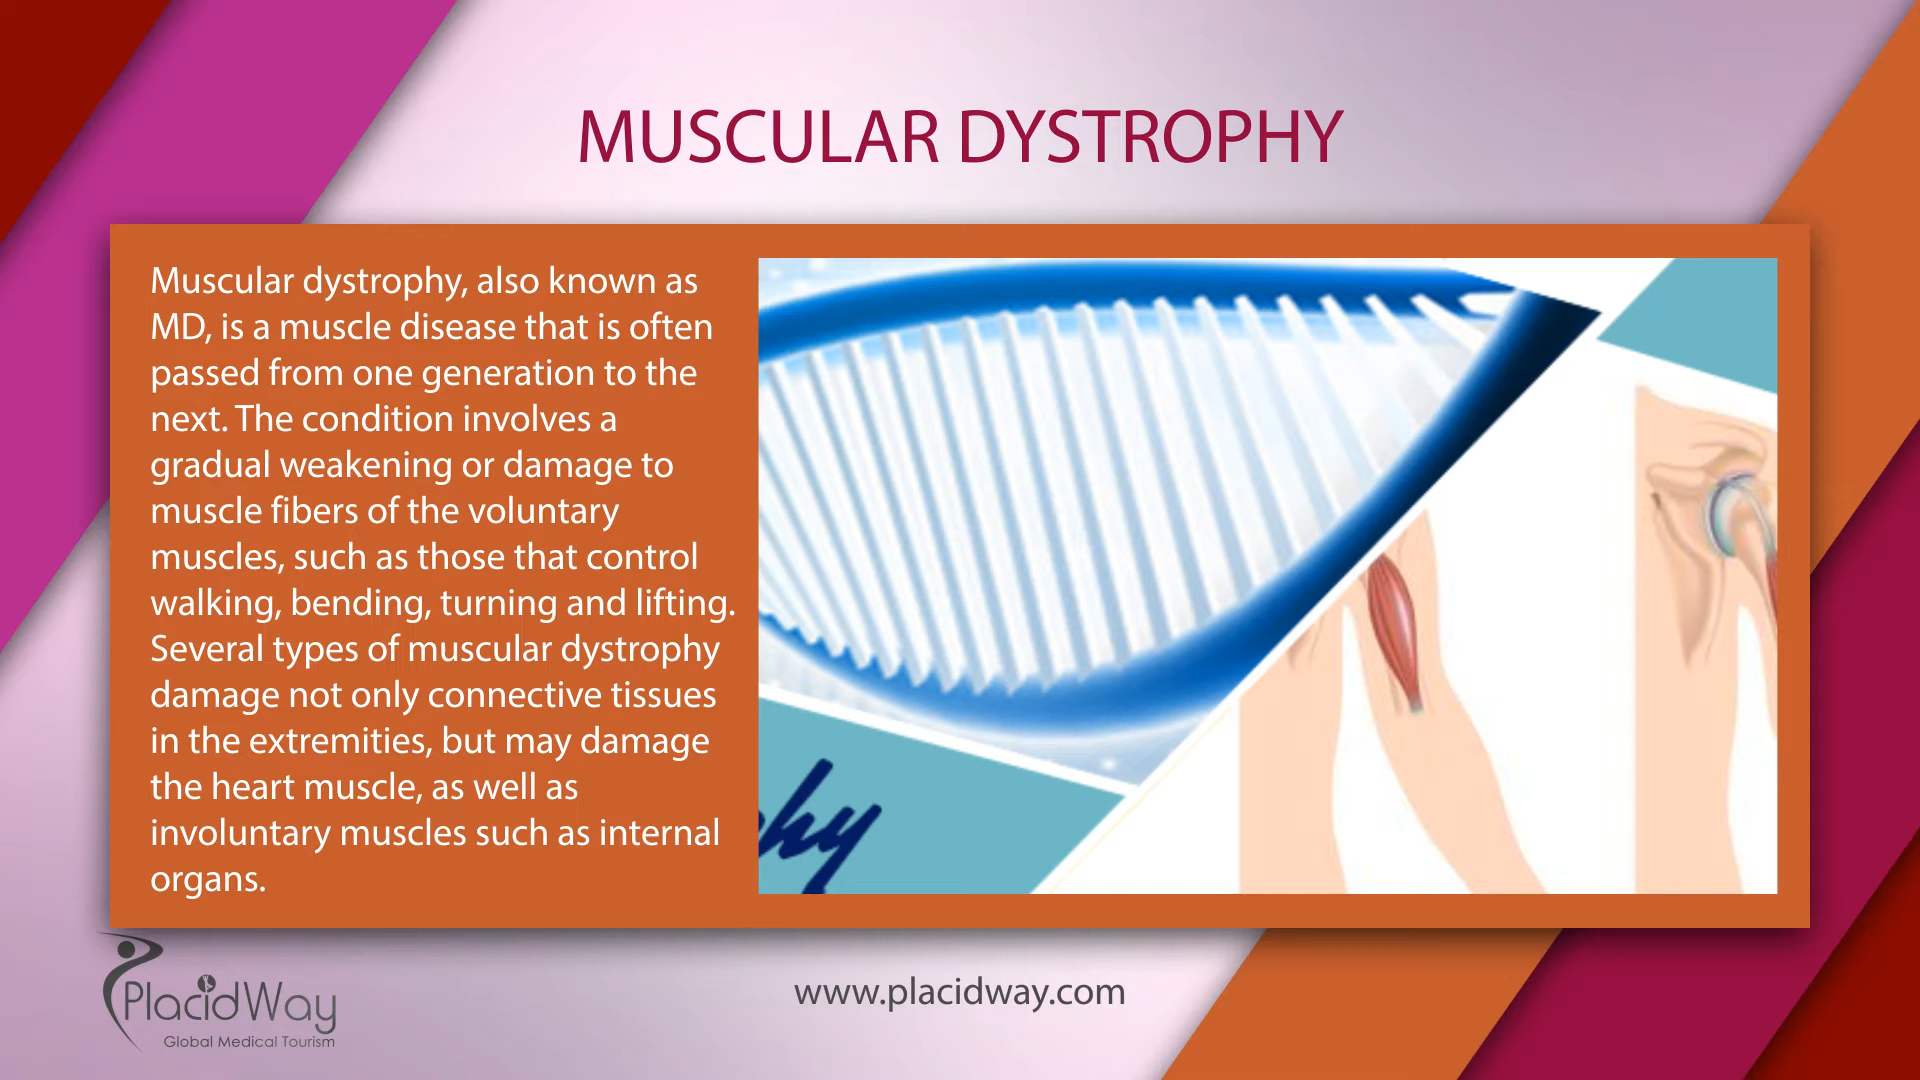 MUSCULAR DYSTROPHY
Muscular dystrophy, also known as
MD, is a muscle disease that is often
passed from one generation to the
next. The condition involves a
gradual weakening or damage to
muscle fibers of the voluntary
muscles, such as those that control
walking, bending, turning and lifting.
Several types of muscular dystrophy
damage not only connective tissues
in the extremities, but may damage
the heart muscle, as well as
involuntary muscles such as internal
organs.
hy
PlacidWay
Global Medical Tourism
www.placidway.com